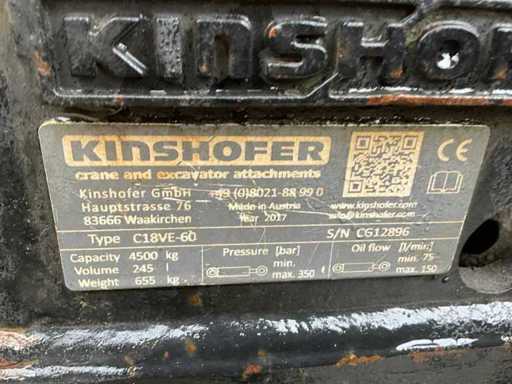 KINSHO
KINSHOFER
crane and excavator attachments
Kinshofer GmbH +49 (0)8021-88 99 0
Hauptstrasse 76 Made in Austria www.kinshofer.com
83666 Waakirchen Year 2017 info@kinshofer.com
CE
Type C18VE-60 S/N CG12896
Capacity 4500 kg Pressure [bar] Oil flow [l/min]
Volume 245 l min. min. 75
Weight 655 kg max. 350 max. 150